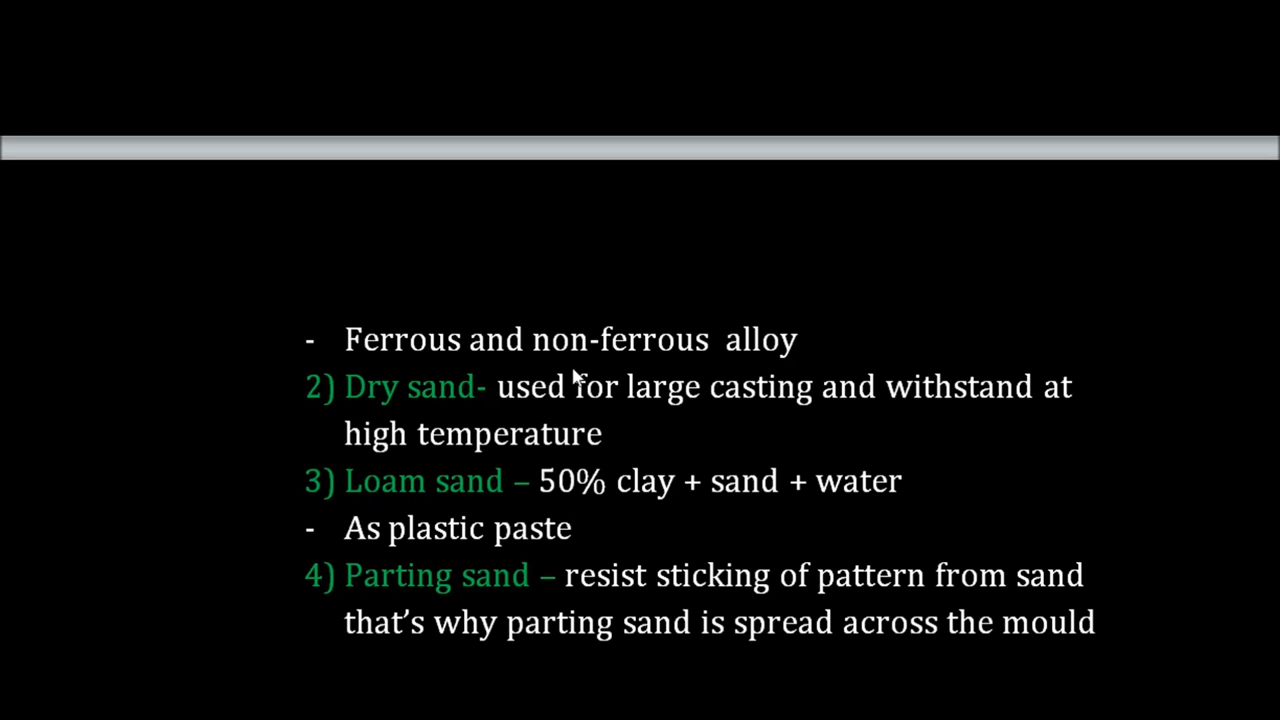 - Ferrous and non-ferrous alloy
2) Dry sand- used for large casting and withstand at
high temperature
3) Loam sand – 50% clay + sand + water
- As plastic paste
4) Parting sand – resist sticking of pattern from sand
that's why parting sand is spread across the mould